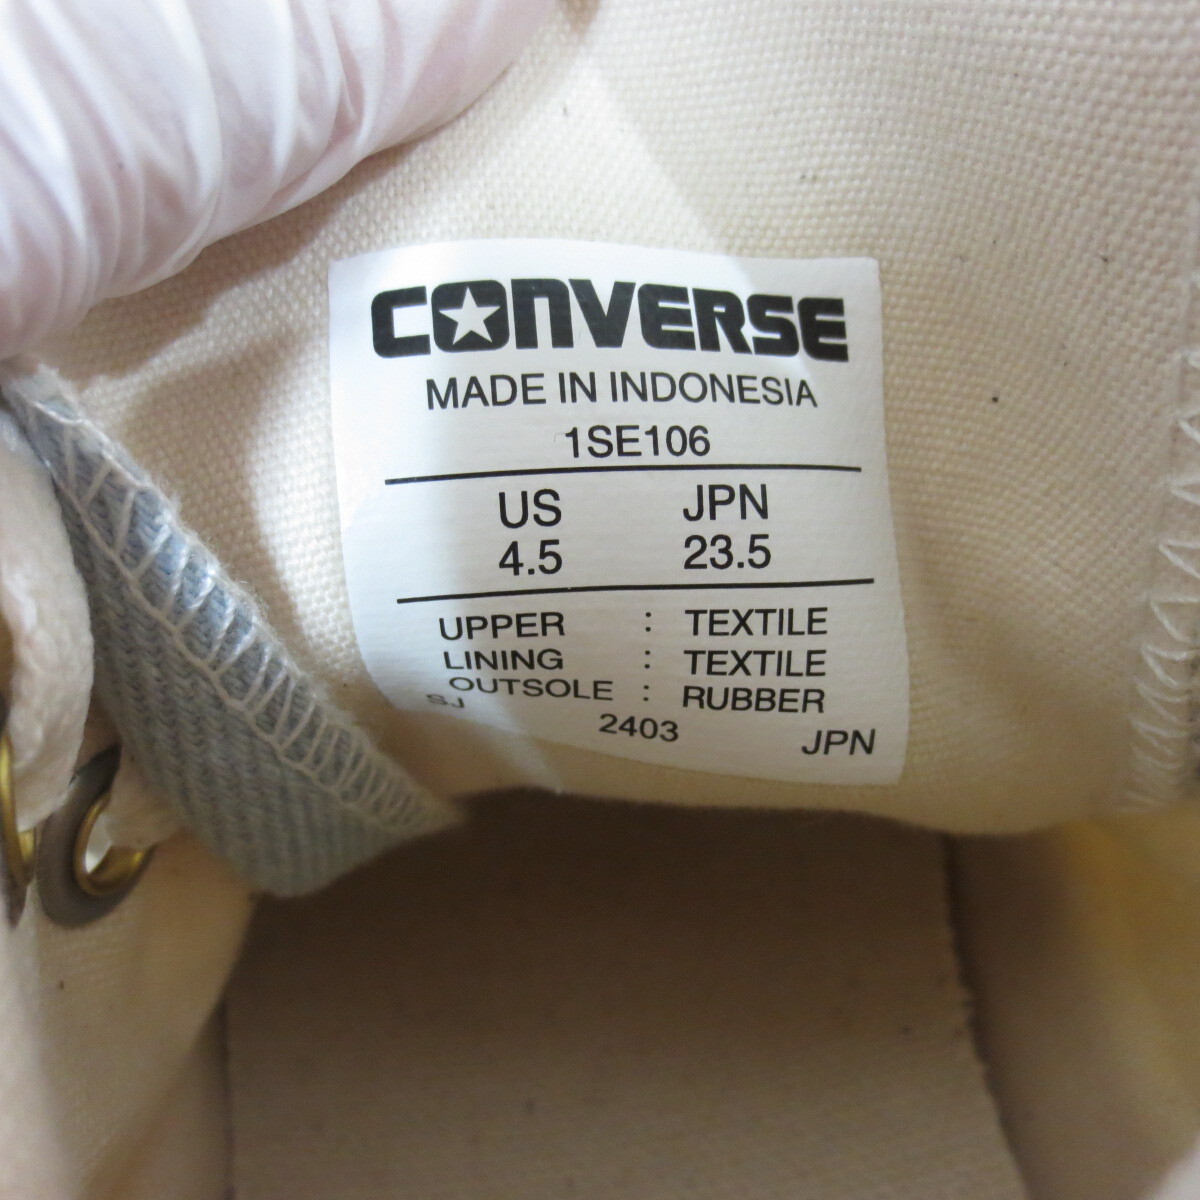 CONVERSE
MADE IN INDONESIA
1SE106
US JPN
4.5 23.5
UPPER : TEXTILE
LINING : TEXTILE
OUTSOLE : RUBBER
SJ 2403 JPN